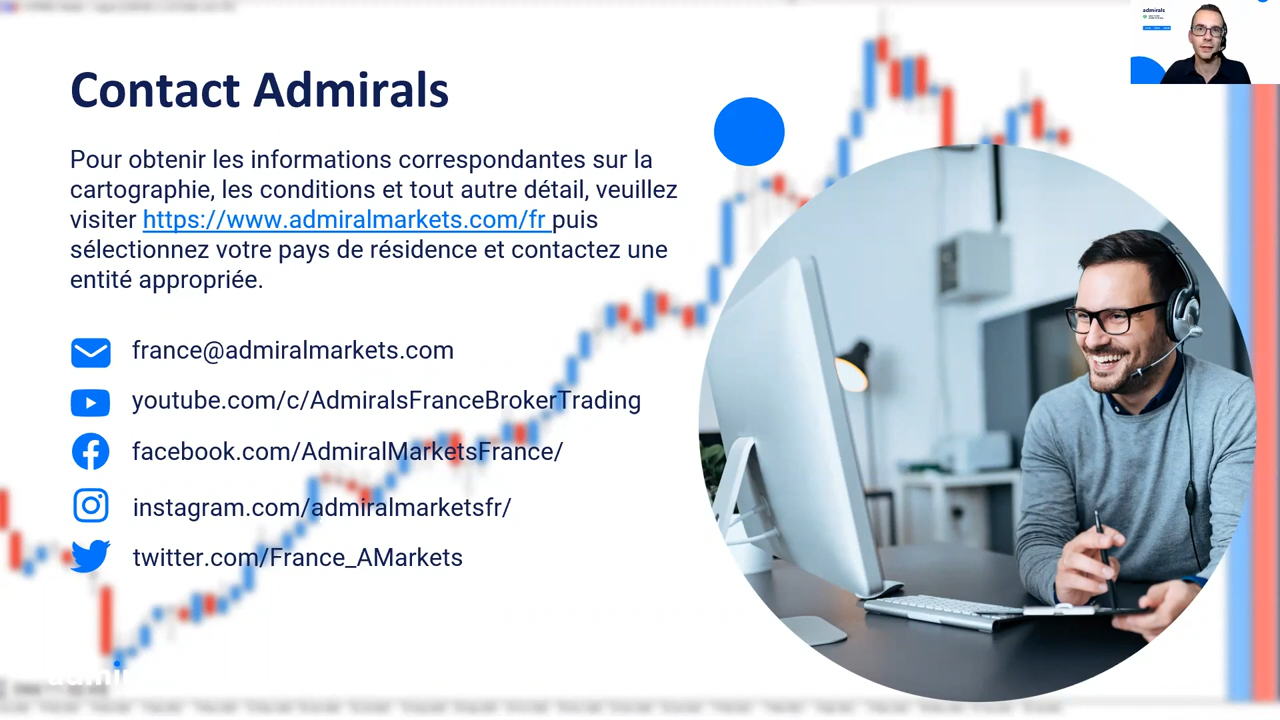 Contact Admirals
Pour obtenir les informations correspondantes sur la
cartographie, les conditions et tout autre détail, veuillez
visiter https://www.admiralmarkets.com/fr puis
sélectionnez votre pays de résidence et contactez une
entité appropriée.
france@admiralmarkets.com
youtube.com/c/AdmiralsFranceBrokerTrading
facebook.com/AdmiralMarketsFrance/
instagram.com/admiralmarketsfr/
twitter.com/France_AMarkets
admirals